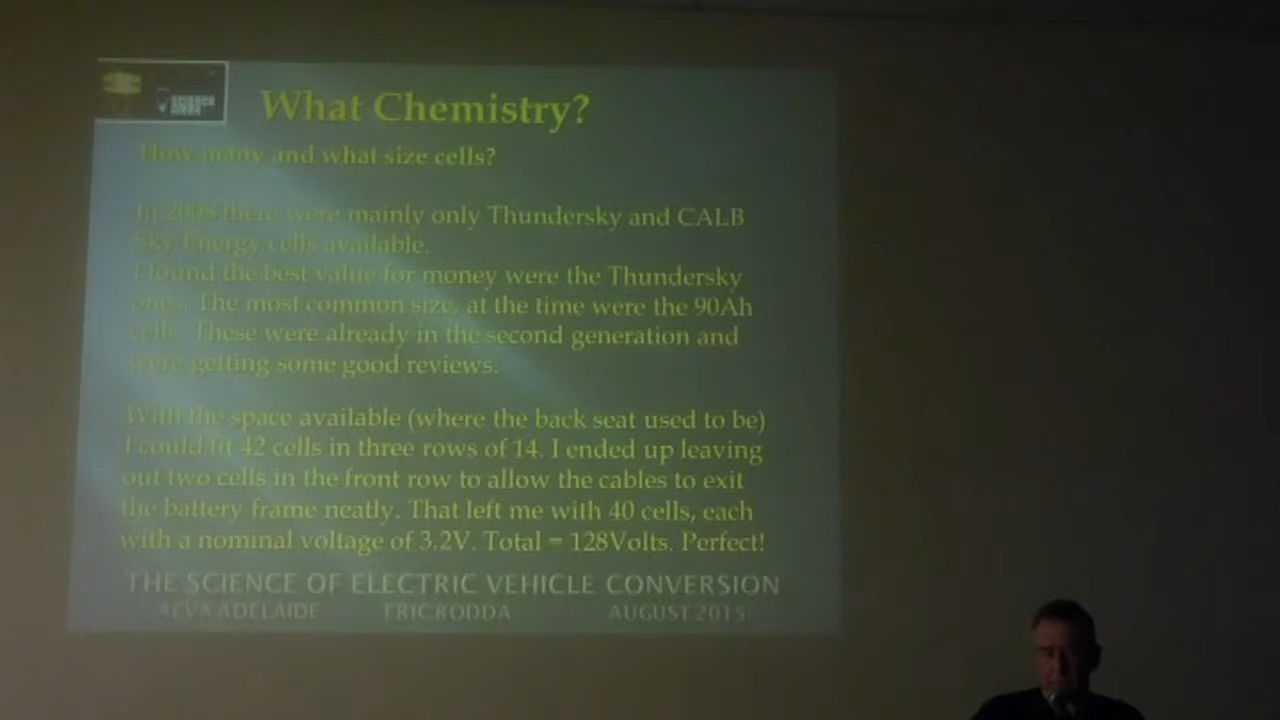 SCIENCE
What Chemistry?
How many and what size cells?
In 2008 there were mainly only Thundersky and CALB
Sky Energy cells available.
I found the best value for money were the Thundersky
ones. The most common size, at the time were the 90Ah
cells. These were already in the second generation and
were getting some good reviews.
With the space available (where the back seat used to be)
I could fit 42 cells in three rows of 14. I ended up leaving
out two cells in the front row to allow the cables to exit
the battery frame neatly. That left me with 40 cells, each
with a nominal voltage of 3.2V. Total = 128Volts. Perfect!
THE SCIENCE OF ELECTRIC VEHICLE CONVERSION
AEVA ADELAIDE ERIC RODDA AUGUST 2015